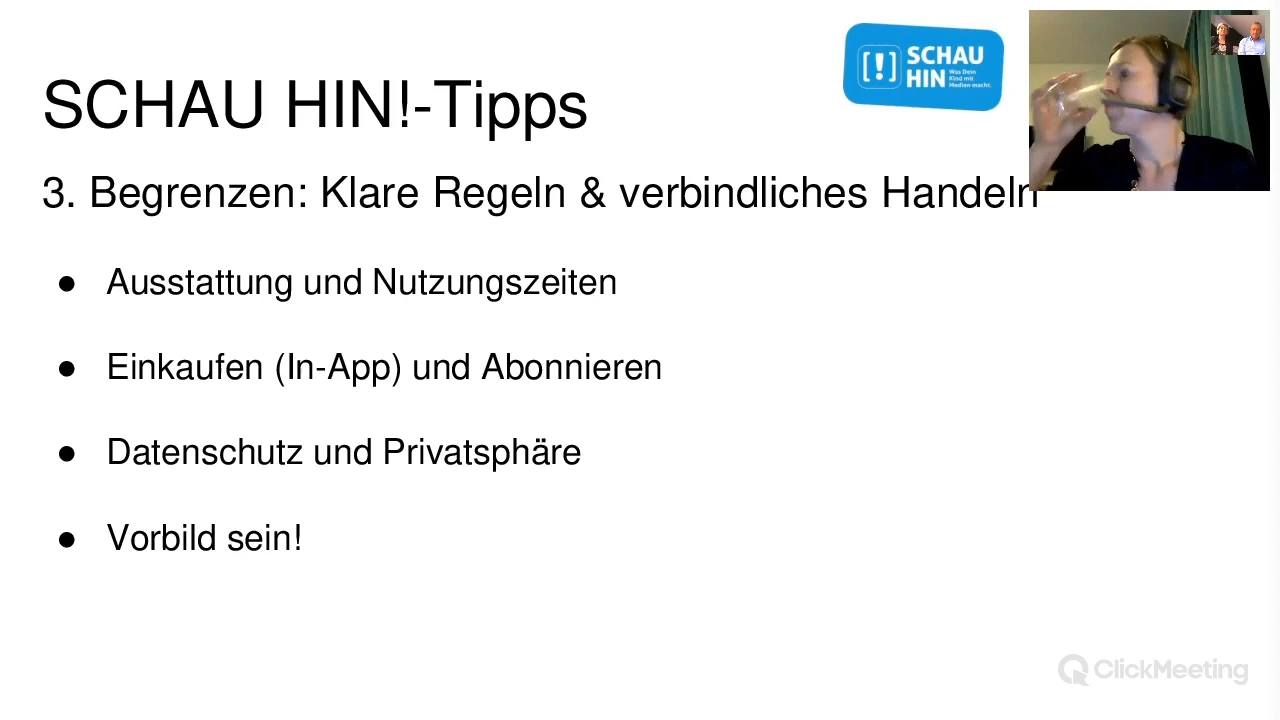 SCHAU HIN!-Tipps
[!] SCHAU HIN
Was Dein
Kind mit
Medien macht.
3. Begrenzen: Klare Regeln & verbindliches Handeln
● Ausstattung und Nutzungszeiten
● Einkaufen (In-App) und Abonnieren
● Datenschutz und Privatsphäre
● Vorbild sein!
ClickMeeting